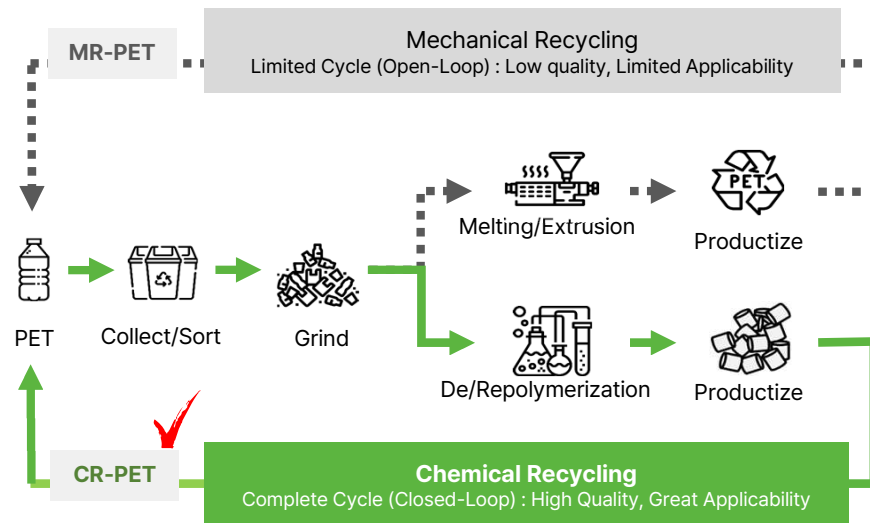 MR-PET
Mechanical Recycling
Limited Cycle (Open-Loop) : Low quality, Limited Applicability
PET
Melting/Extrusion
Productize
PET
Collect/Sort
Grind
De/Repolymerization
Productize
CR-PET
Chemical Recycling
Complete Cycle (Closed-Loop) : High Quality, Great Applicability